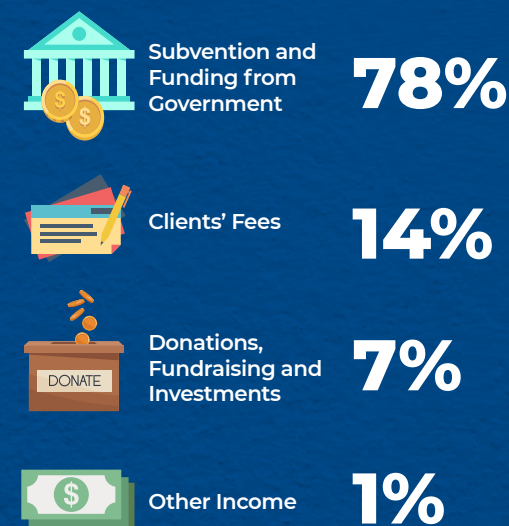 Subvention and
Funding from
Government
78%
$
$
Clients’ Fees
14%
Donations,
Fundraising and
Investments
7%
DONATE
Other Income
1%
$